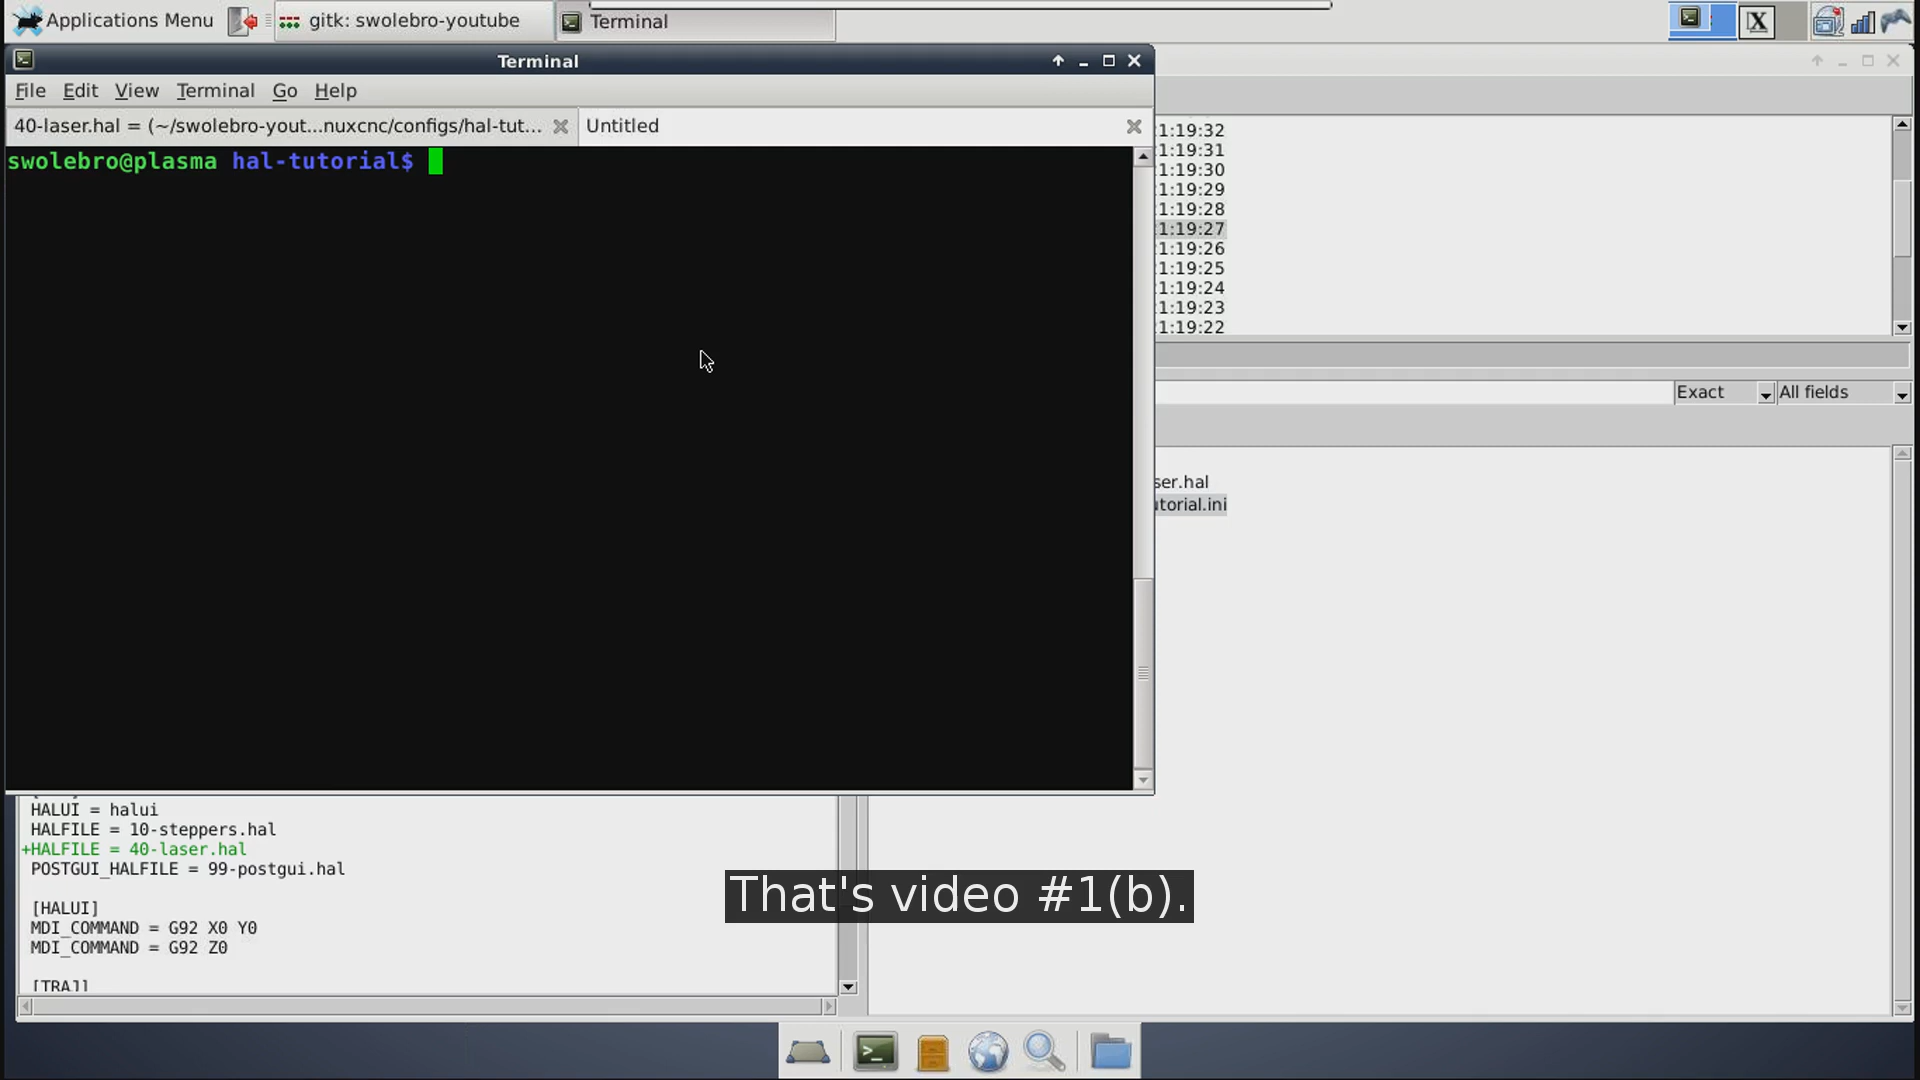 Applications Menu
gitk: swolebro-youtube
Terminal
X
Terminal
File Edit View Terminal Go Help
40-laser.hal = (~/swolebro-yout...nuxcnc/configs/hal-tut...
Untitled
swolebro@plasma hal-tutorial$
1:19:32
1:19:31
1:19:30
1:19:29
1:19:28
1:19:27
1:19:26
1:19:25
1:19:24
1:19:23
1:19:22
Exact
All fields
ser.hal
utorial.ini
HALUI = halui
HALFILE = 10-steppers.hal
+HALFILE = 40-laser.hal
POSTGUI_HALFILE = 99-postgui.hal
[HALUI]
MDI_COMMAND = G92 X0 Y0
MDI_COMMAND = G92 Z0
[TRAJ]
That's video #1(b).